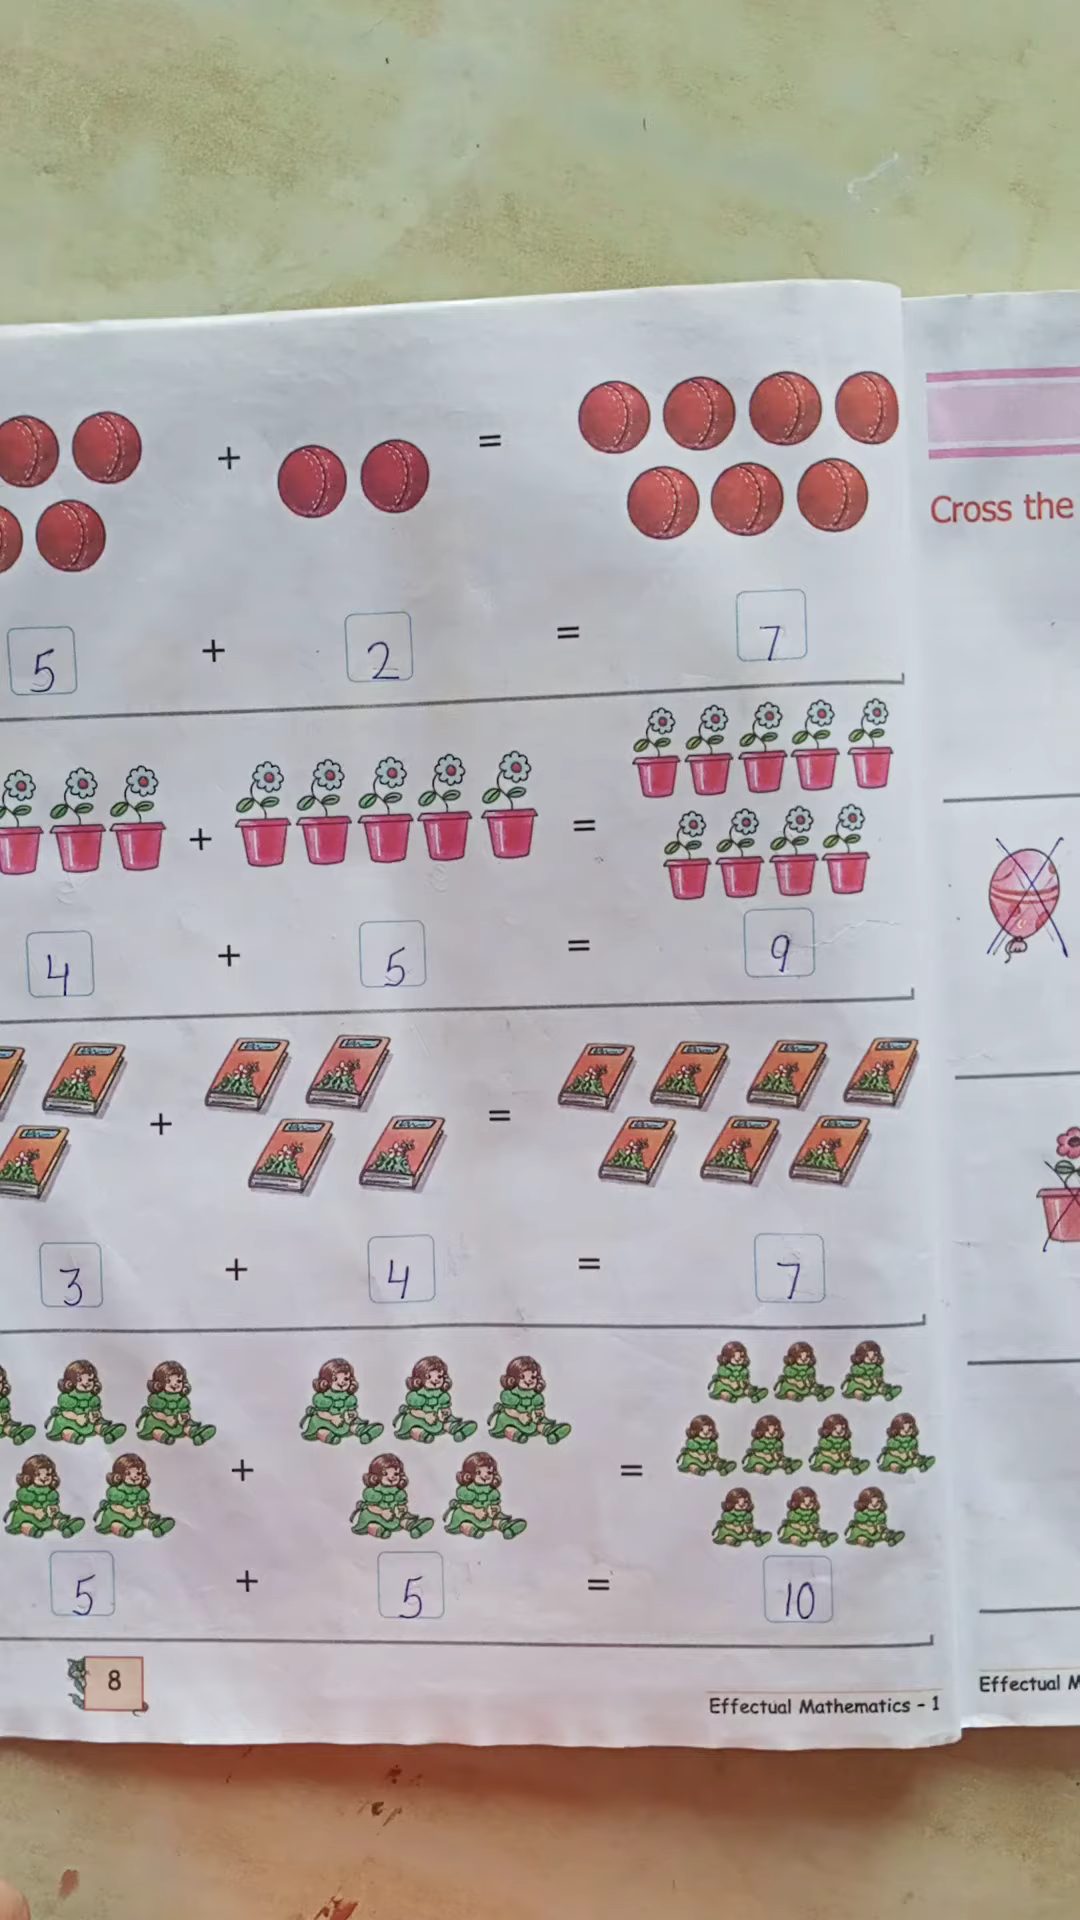 + =
5 + 2 = 7
+ =
4 + 5 = 9
+ =
3 + 4 = 7
+ =
5 + 5 = 10
8
Effectual Mathematics - 1
Cross the
Effectual